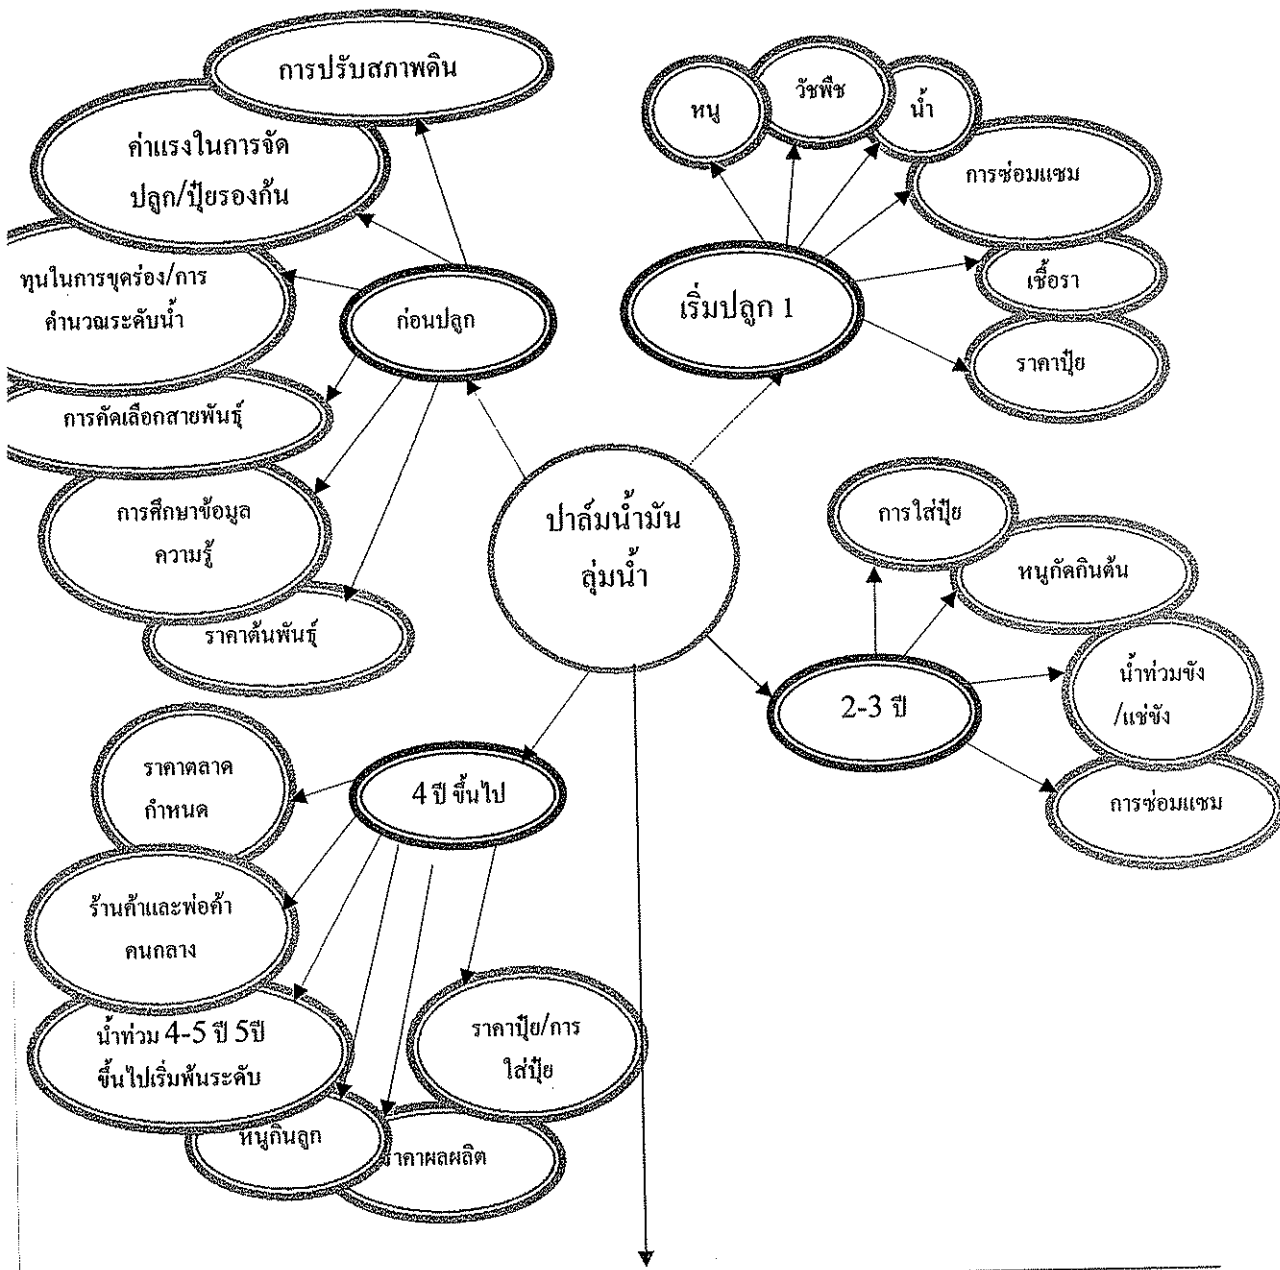 การปรับสภาพดิน
ค่าแรงในการจัด
ปลูก/ปุ๋ยรองก้น
ทุนในการขุดร่อง/การ
คำนวณระดับน้ำ
ก่อนปลูก
การคัดเลือกสายพันธุ์
การศึกษาข้อมูล
ความรู้
ราคาต้นพันธุ์
หนู
วัชพืช
น้ำ
การซ่อมแซม
เริ่มปลูก 1
เชื้อรา
ราคาปุ๋ย
ปาล์มน้ำมัน
ลุ่มน้ำ
การใส่ปุ๋ย
หนูกัดกินต้น
2-3 ปี
น้ำท่วมขัง
/แช่ขัง
การซ่อมแซม
4 ปี ขึ้นไป
ราคาตลาด
กำหนด
ร้านค้าและพ่อค้า
คนกลาง
น้ำท่วม 4-5 ปี 5ปี
ขึ้นไปเริ่มพ้นระดับ
หนูกินลูก
ราคาผลผลิต
ราคาปุ๋ย/การ
ใส่ปุ๋ย